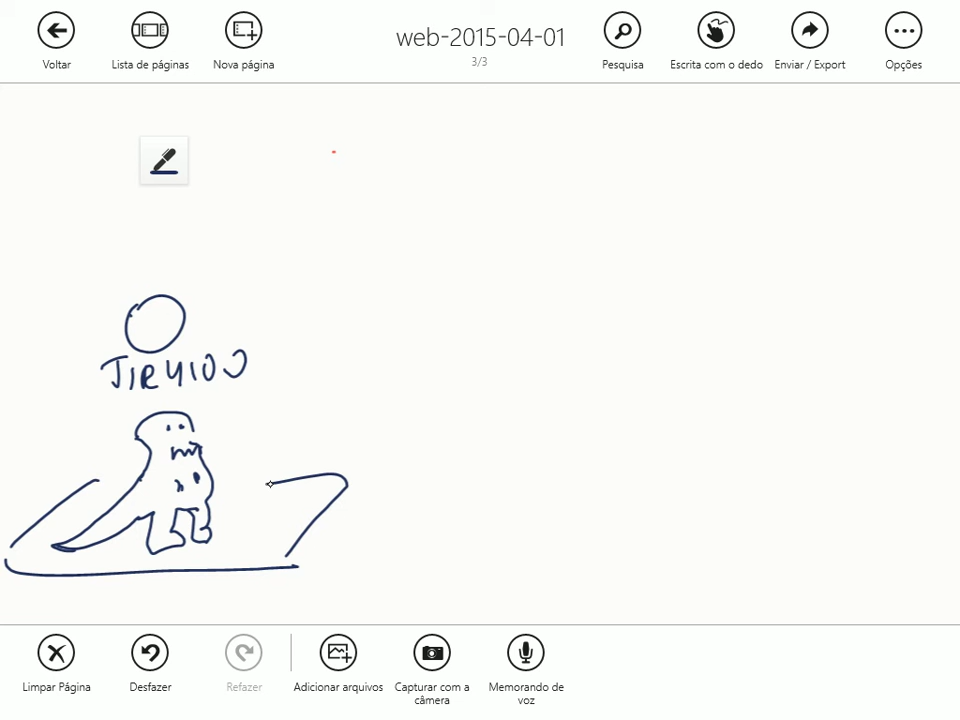 Voltar
Lista de páginas
Nova página
web-2015-04-01
3/3
Pesquisa
Escrita com o dedo
Enviar / Export
Opções
Limpar Página
Desfazer
Refazer
Adicionar arquivos
Capturar com a
câmera
Memorando de
voz